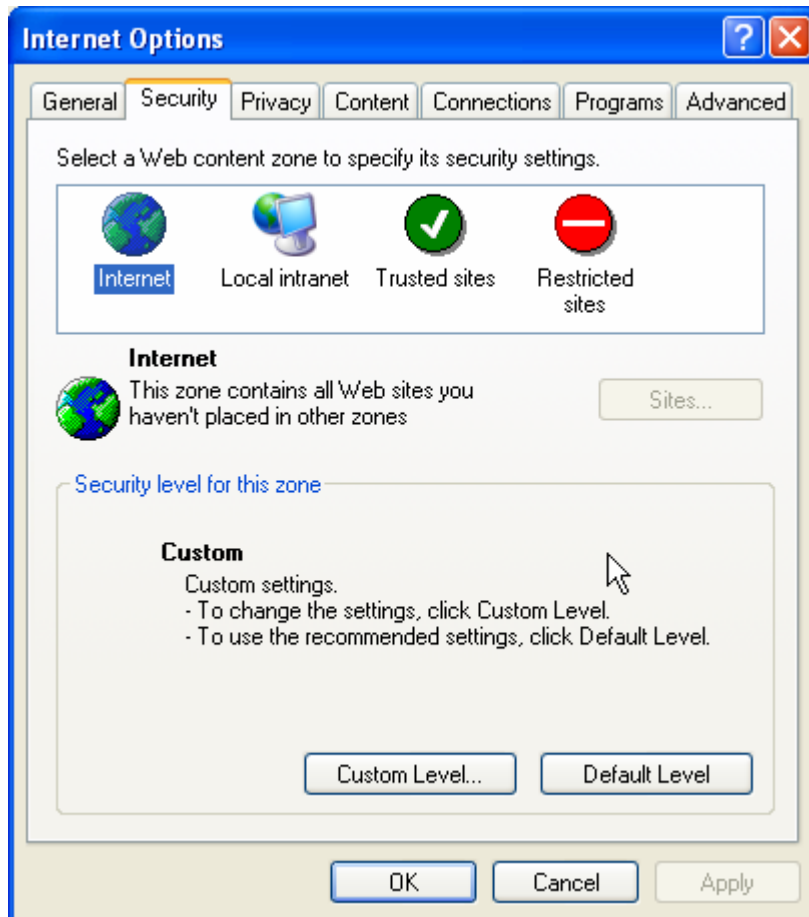 Internet Options
General Security Privacy Content Connections Programs Advanced
Select a Web content zone to specify its security settings.
Internet Local intranet Trusted sites Restricted sites
Internet
This zone contains all Web sites you
haven't placed in other zones
Sites...
Security level for this zone
Custom
Custom settings.
- To change the settings, click Custom Level.
- To use the recommended settings, click Default Level.
Custom Level... Default Level
OK Cancel Apply